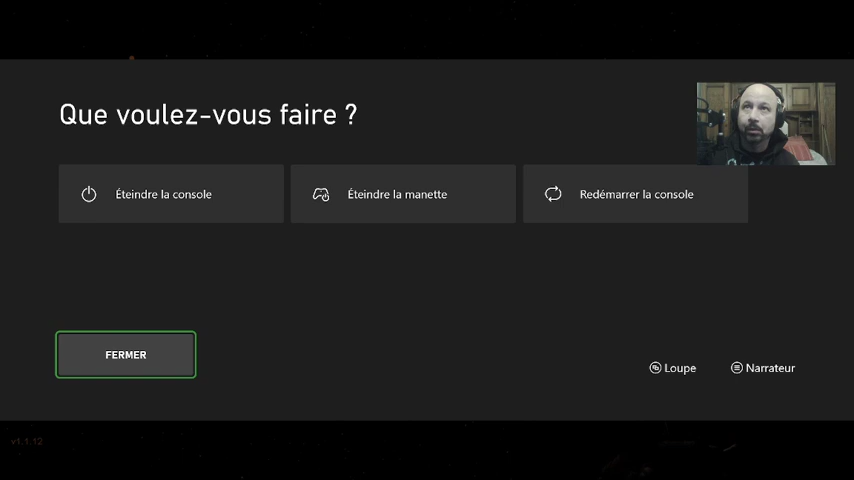 Que voulez-vous faire ?
Éteindre la console
Éteindre la manette
Redémarrer la console
FERMER
Loupe
Narrateur
v1.1.12